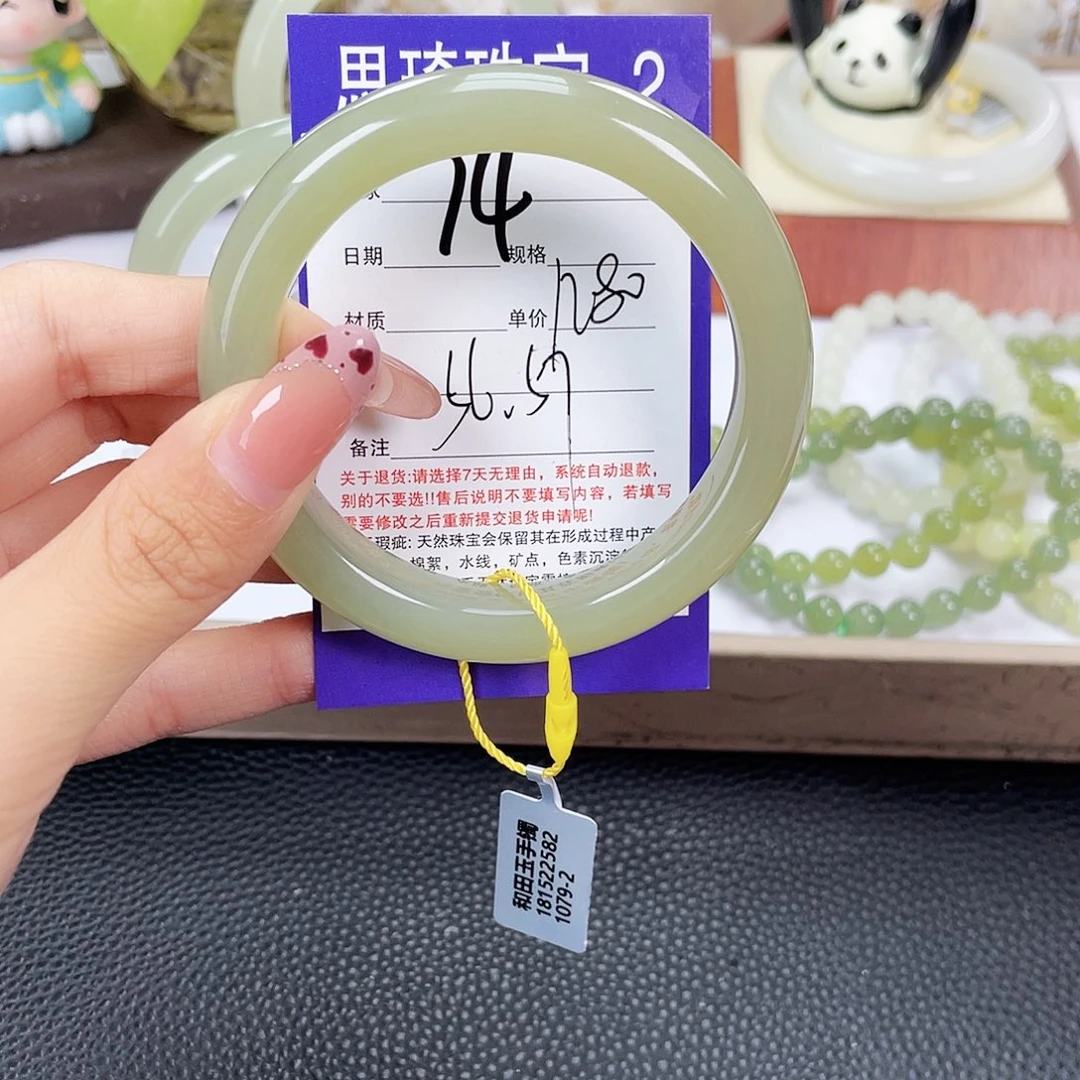 思琦珠宝 2
14
日期 规格
材质 单价 1280
56.5
备注
关于退货:请选择7天无理由，系统自动退款，
别的不要选!!售后说明不要填写内容，若填写
需要修改之后重新提交退货申请呢!
瑕疵: 天然珠宝会保留其在形成过程中产
棉絮，水线，矿点，色素沉淀
和田玉手镯
181522582
1079-2